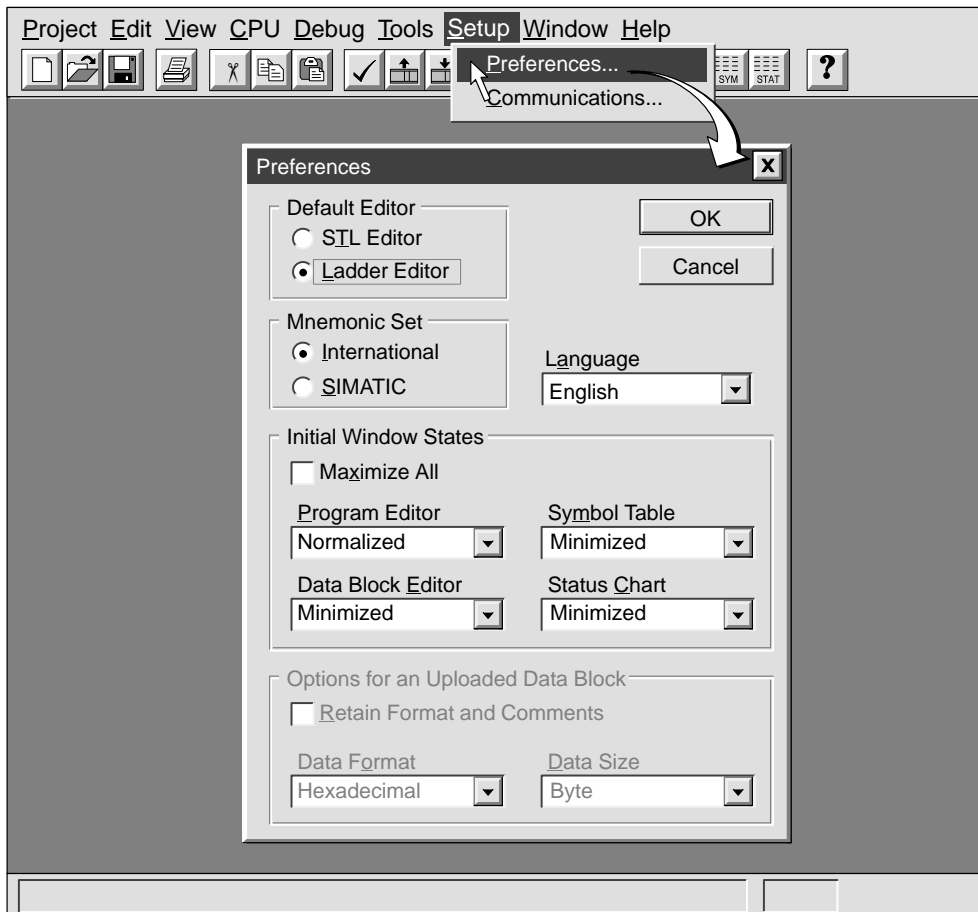 Project Edit View CPU Debug Tools Setup Window Help
SYM STAT ?
Preferences...
Communications...
Preferences X
Default Editor
STL Editor
Ladder Editor
OK
Cancel
Mnemonic Set
International
SIMATIC
Language
English
Initial Window States
Maximize All
Program Editor Symbol Table
Normalized Minimized
Data Block Editor Status Chart
Minimized Minimized
Options for an Uploaded Data Block
Retain Format and Comments
Data Format Data Size
Hexadecimal Byte